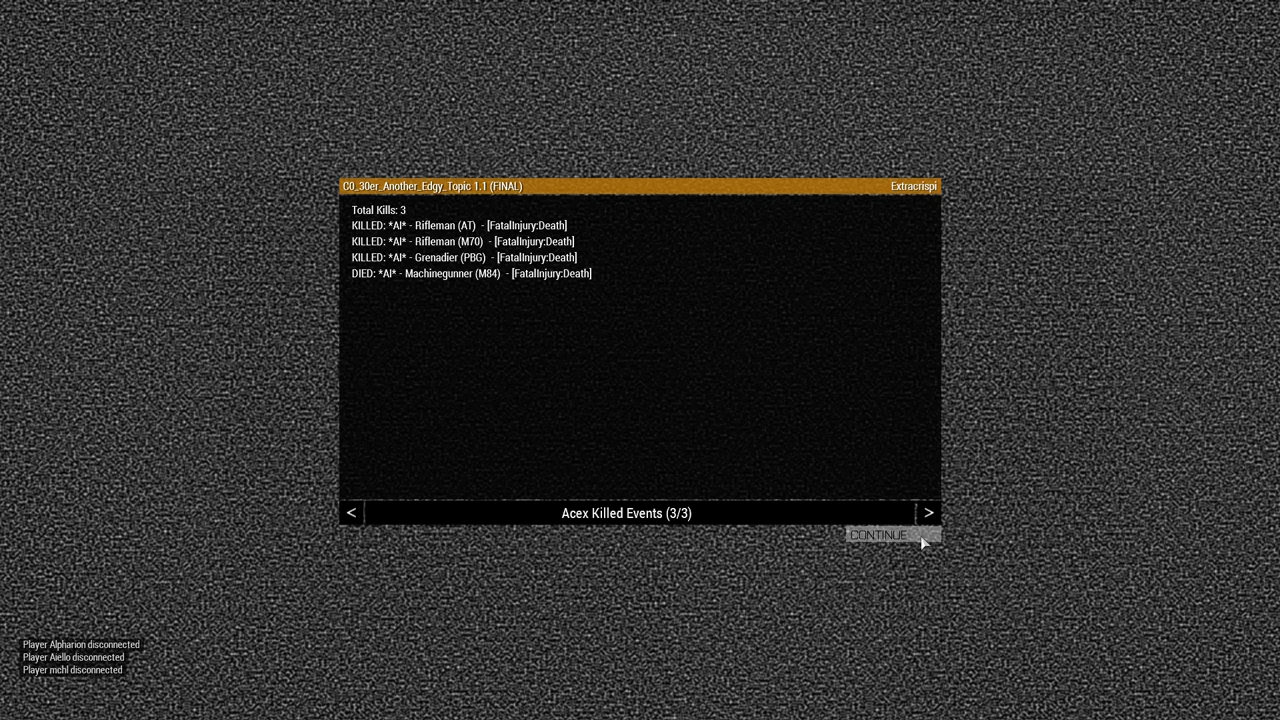 C0_30er_Another_Edgy_Topic 1.1 (FINAL) Extracrispi
Total Kills: 3
KILLED: *AI* - Rifleman (AT) - [FatalInjury:Death]
KILLED: *AI* - Rifleman (M70) - [FatalInjury:Death]
KILLED: *AI* - Grenadier (PBG) - [FatalInjury:Death]
DIED: *AI* - Machinegunner (M84) - [FatalInjury:Death]
< Acex Killed Events (3/3) >
CONTINUE
Player Alpharion disconnected
Player Aiello disconnected
Player mchl disconnected